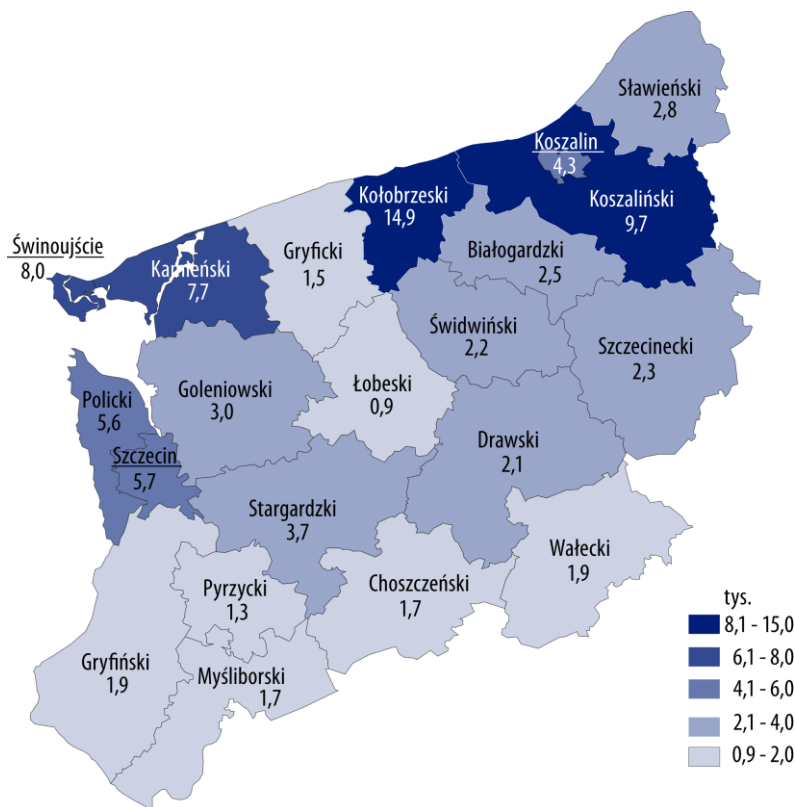 Sławieński
2,8
Koszalin
4,3
Kołobrzeski
14,9
Koszaliński
9,7
Świnoujście
8,0
Kamieński
7,7
Gryficki
1,5
Białogardzki
2,5
Świdwiński
2,2
Szczecinecki
2,3
Goleniowski
3,0
Łobeski
0,9
Policki
5,6
Szczecin
5,7
Drawski
2,1
Stargardzki
3,7
Wałecki
1,9
Pyrzycki
1,3
Choszczeński
1,7
Gryfiński
1,9
Myśliborski
1,7
tys.
8,1 - 15,0
6,1 - 8,0
4,1 - 6,0
2,1 - 4,0
0,9 - 2,0